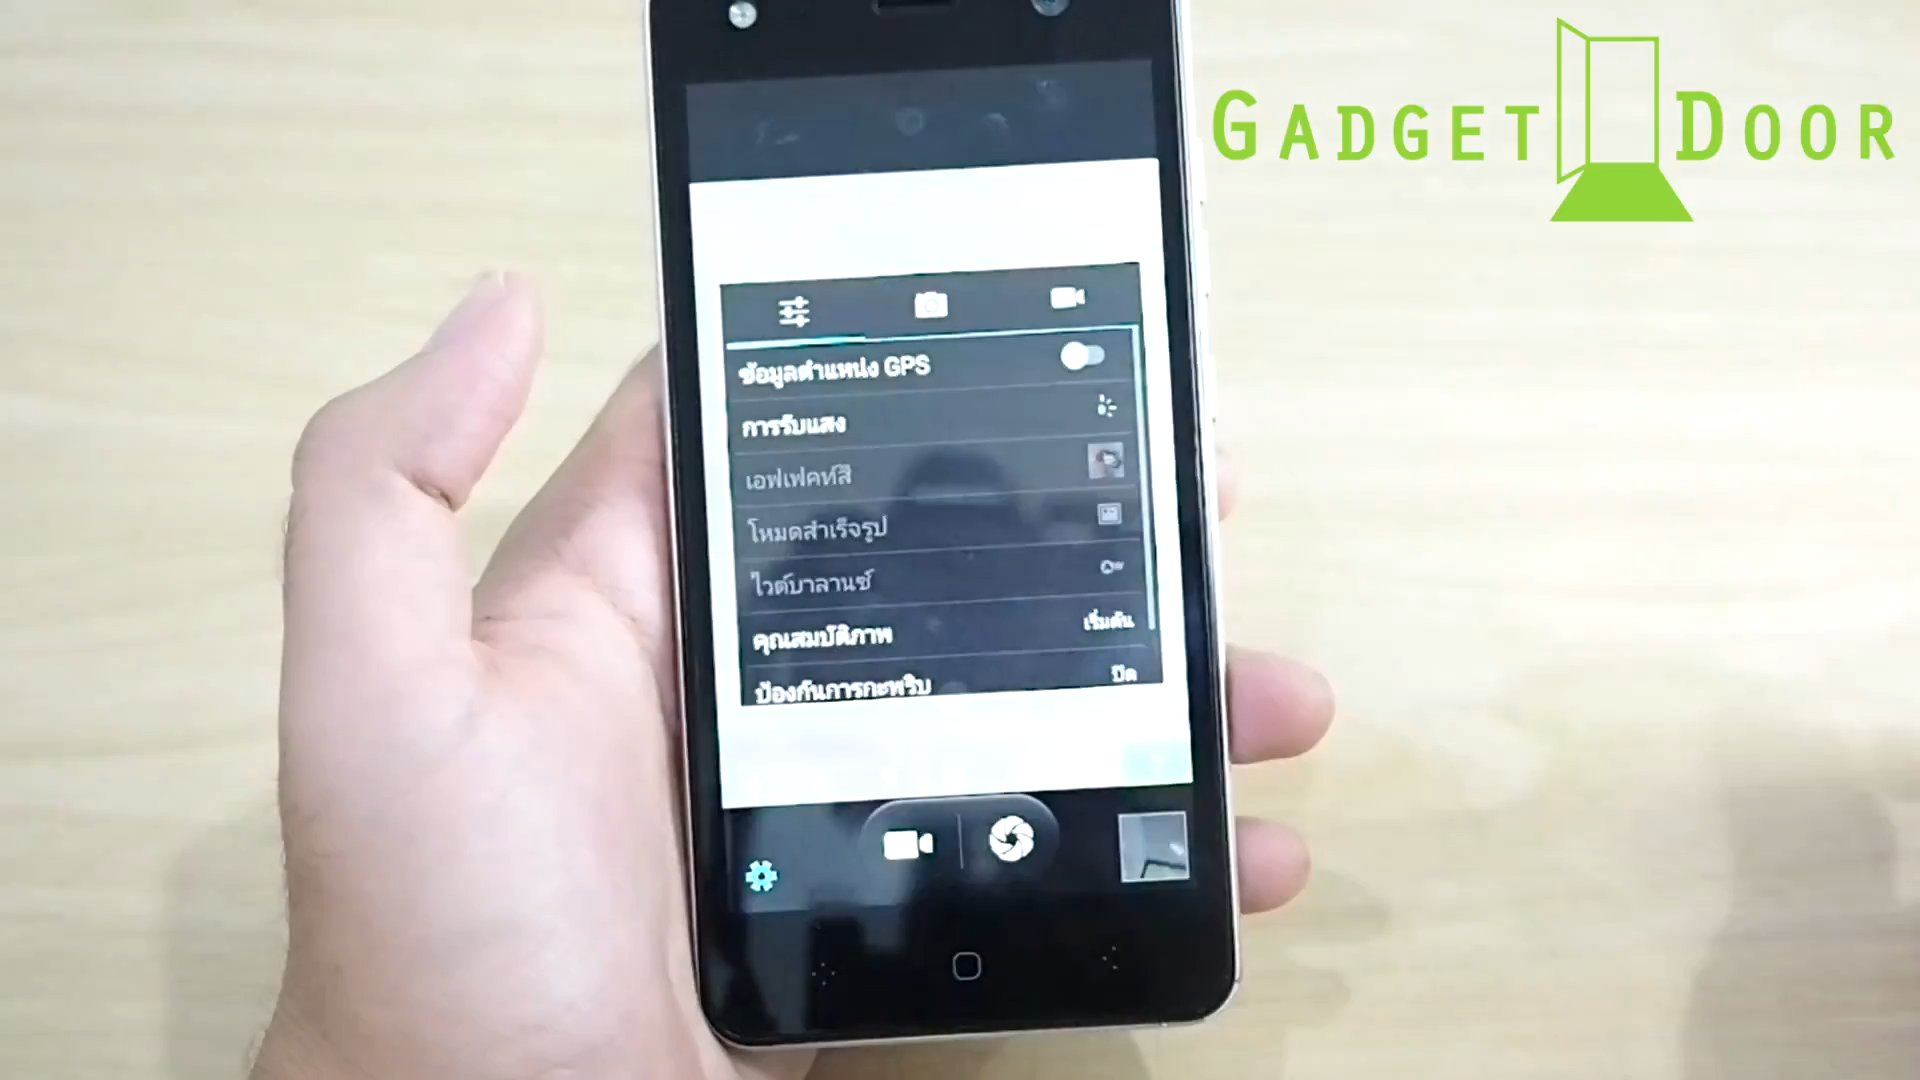 GADGET DOOR
ข้อมูลตำแหน่ง GPS
การรับแสง
เอฟเฟคท์สี
โหมดสำเร็จรูป
ไวต์บาลานซ์
คุณสมบัติภาพ เริ่มต้น
ป้องกันการกะพริบ ปิด